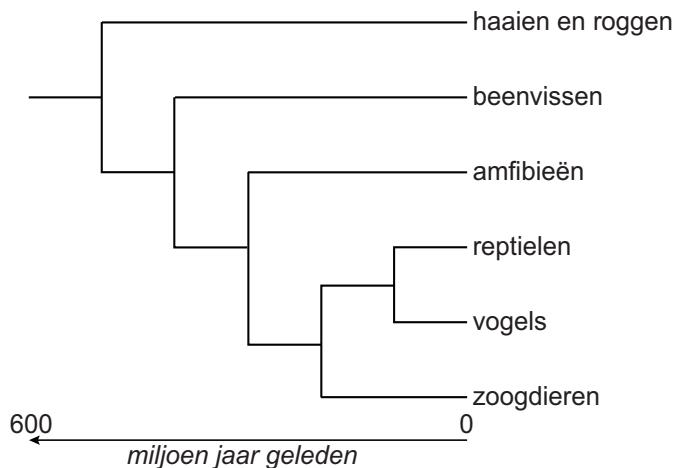 haaien en roggen
beenvissen
amfibieën
reptielen
vogels
zoogdieren
600 0
miljoen jaar geleden